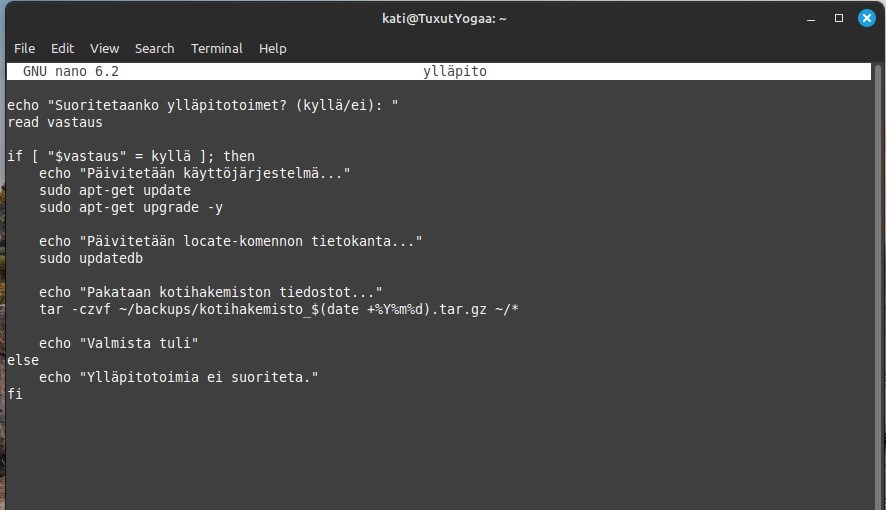 kati@TuxutYogaa: ~
File Edit View Search Terminal Help
GNU nano 6.2 ylläpito
echo "Suoritetaanko ylläpitotoimet? (kyllä/ei): "
read vastaus
if [ "$vastaus" = kyllä ]; then
    echo "Päivitetään käyttöjärjestelmä..."
    sudo apt-get update
    sudo apt-get upgrade -y
    echo "Päivitetään locate-komennon tietokanta..."
    sudo updatedb
    echo "Pakataan kotihakemiston tiedostot..."
    tar -czvf ~/backups/kotihakemisto_$(date +%Y%m%d).tar.gz ~/*
    echo "Valmista tuli"
else
    echo "Ylläpitotoimia ei suoriteta."
fi